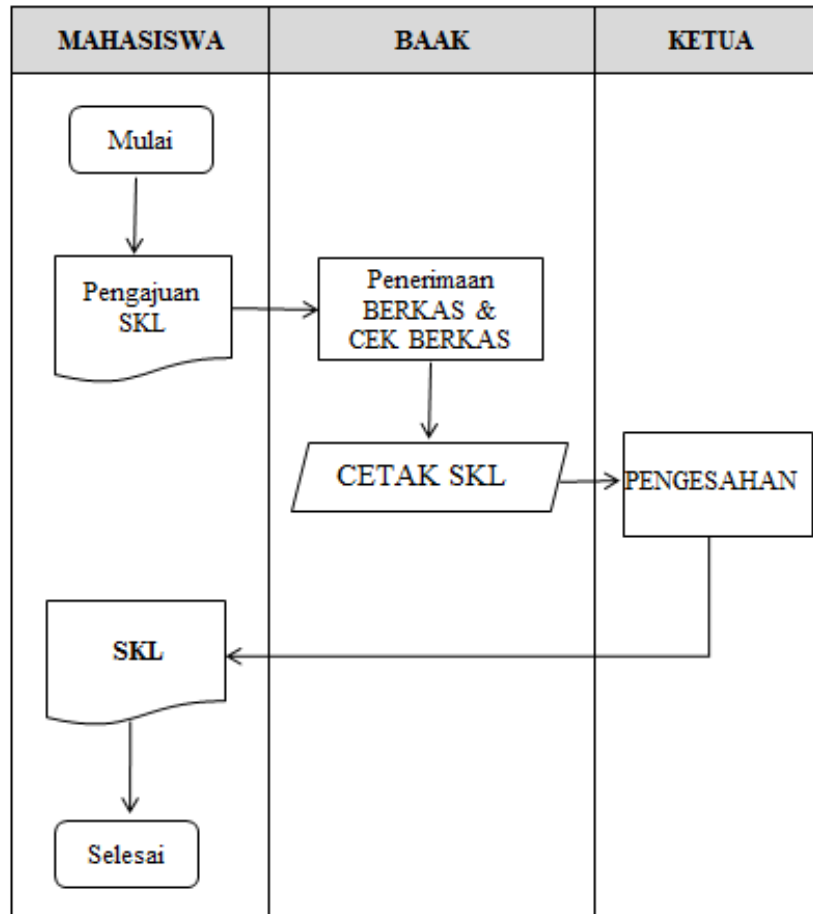 MAHASISWA
BAAK
KETUA
Mulai
Pengajuan
SKL
Penerimaan
BERKAS &
CEK BERKAS
CETAK SKL
PENGESAHAN
SKL
Selesai